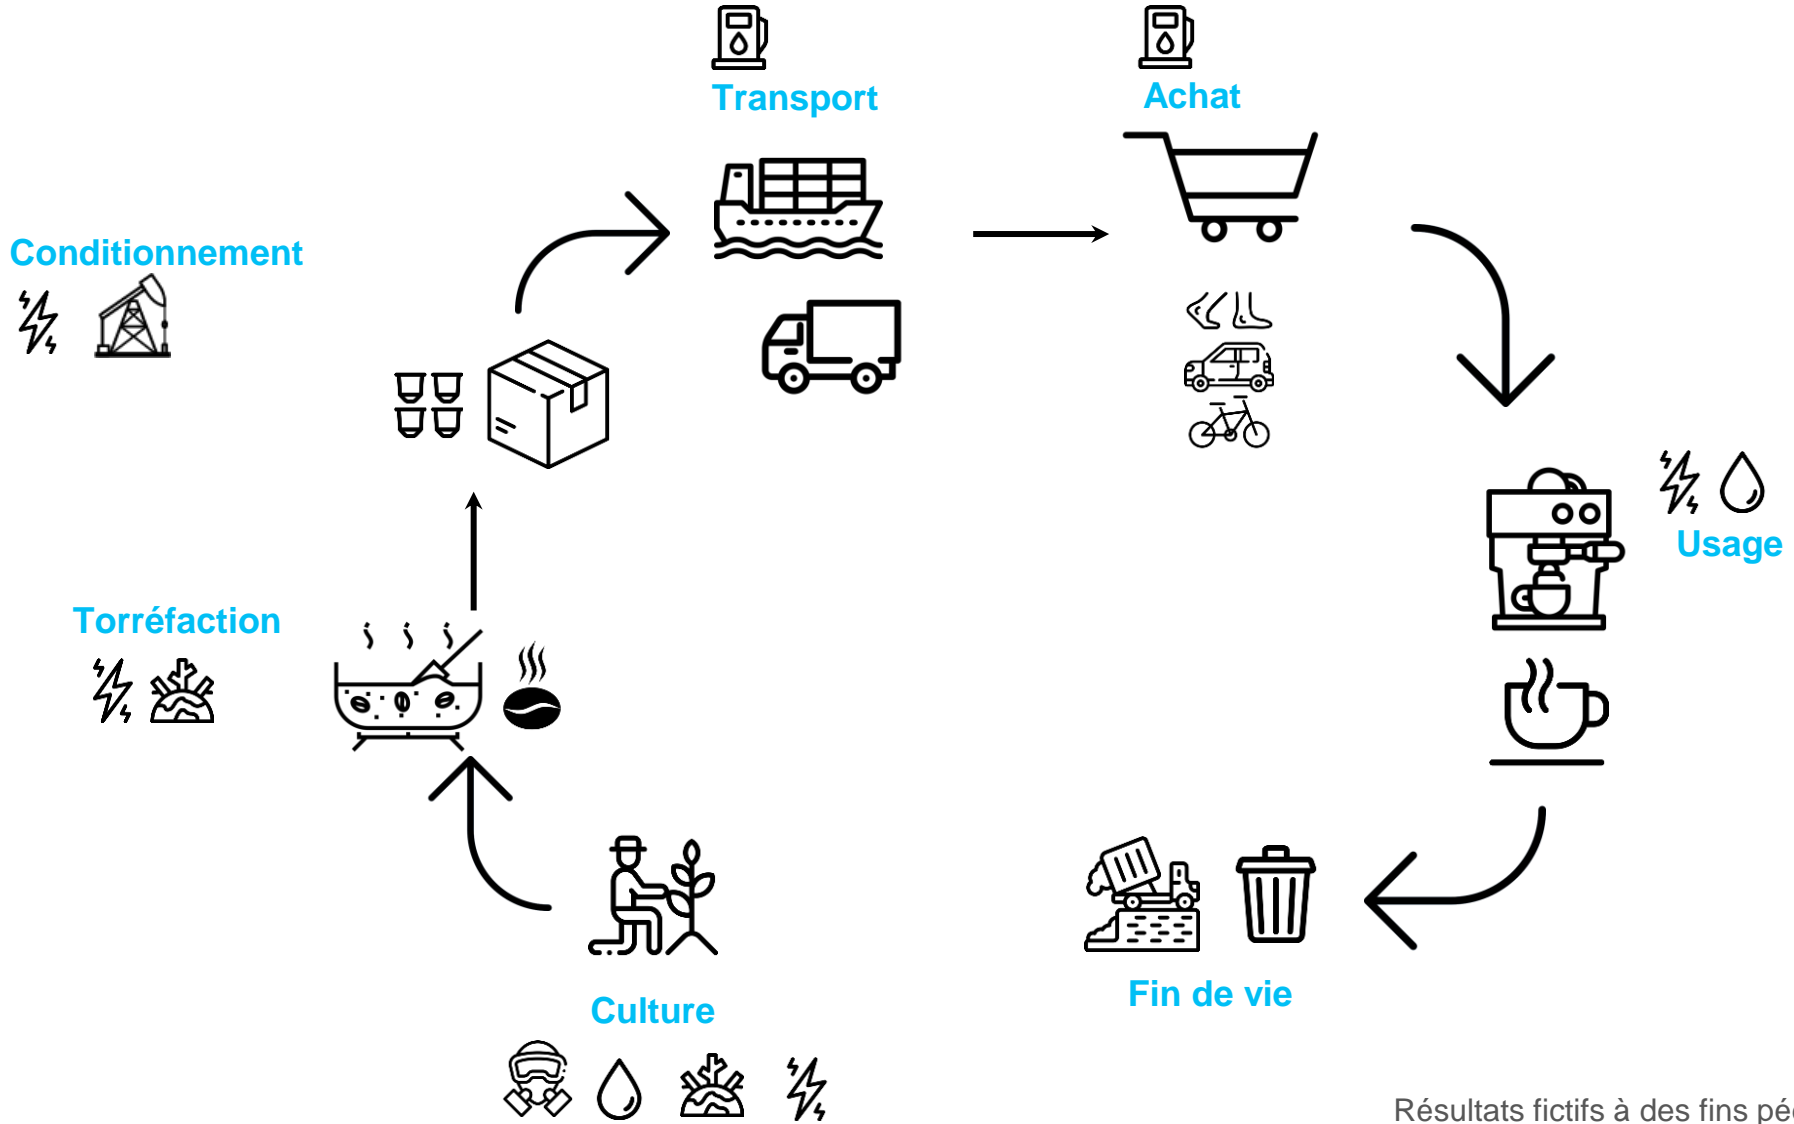 Transport
Achat
Conditionnement
Usage
Torréfaction
Fin de vie
Culture
Résultats fictifs à des fins